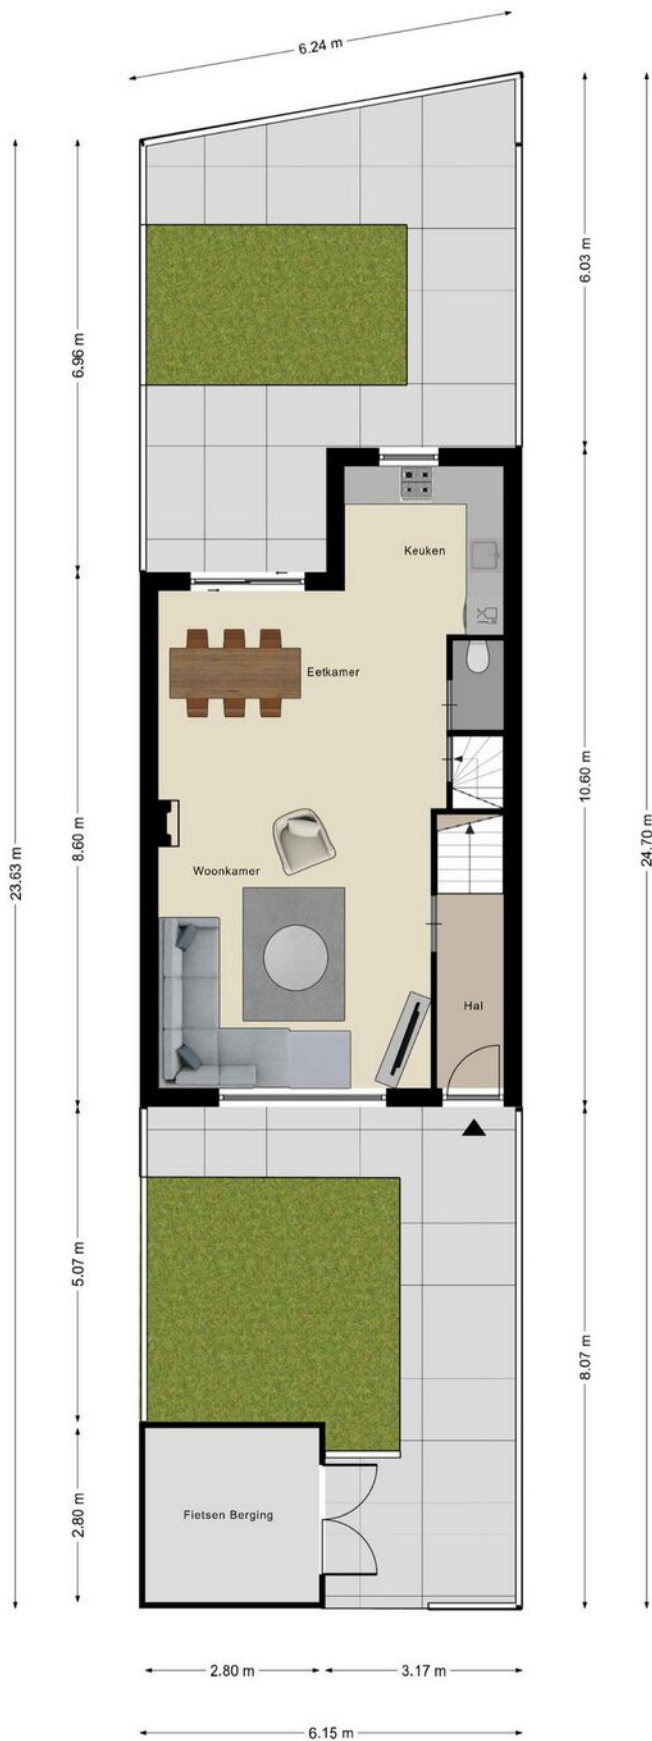 6.24 m
6.03 m
6.96 m
Keuken
Eetkamer
10.60 m
24.70 m
23.63 m
8.60 m
Woonkamer
Hal
5.07 m
8.07 m
2.80 m
Fietsen Berging
2.80 m
3.17 m
6.15 m